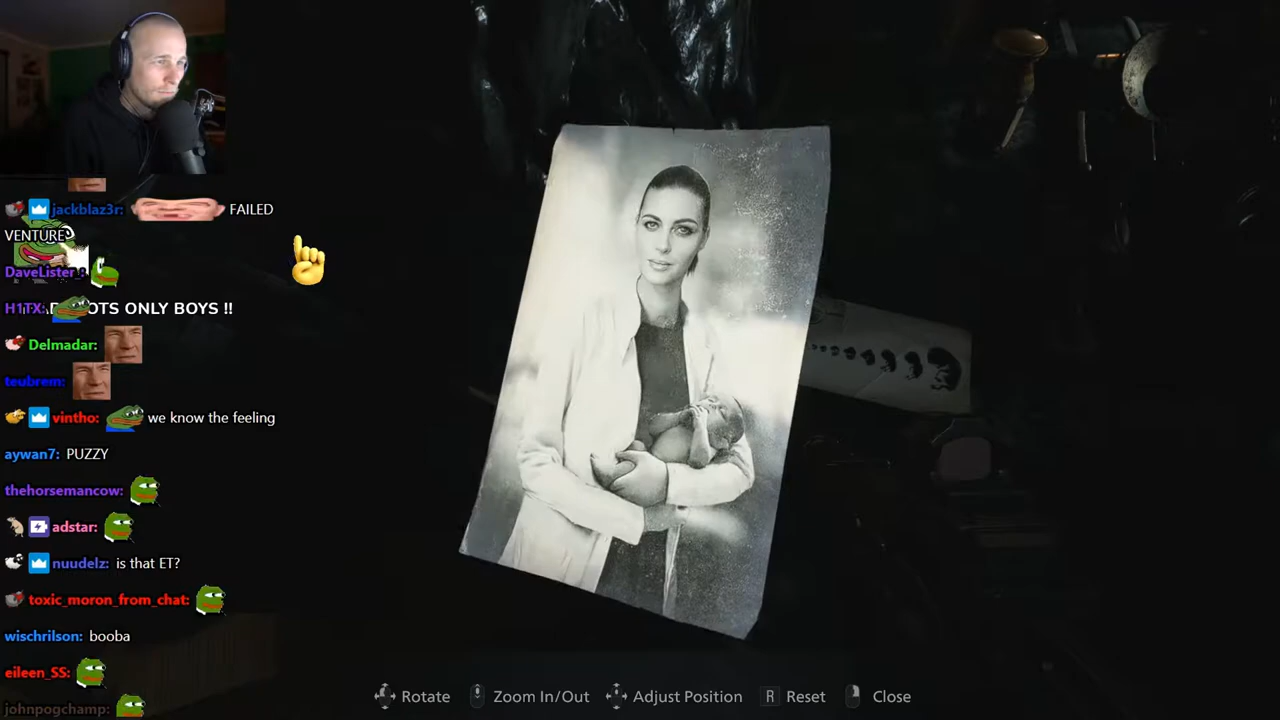 jackblaz3r: FAILED
VENTURE
DaveLister_:
H1TX: OTS ONLY BOYS !!
Delmadar:
teubrem:
vintho: we know the feeling
aywan7: PUZZY
thehorsemancow:
adstar:
nuudelz: is that ET?
toxic_moron_from_chat:
wischrilson: booba
eileen_SS:
johnpogchamp:
Rotate Zoom In/Out Adjust Position R Reset Close